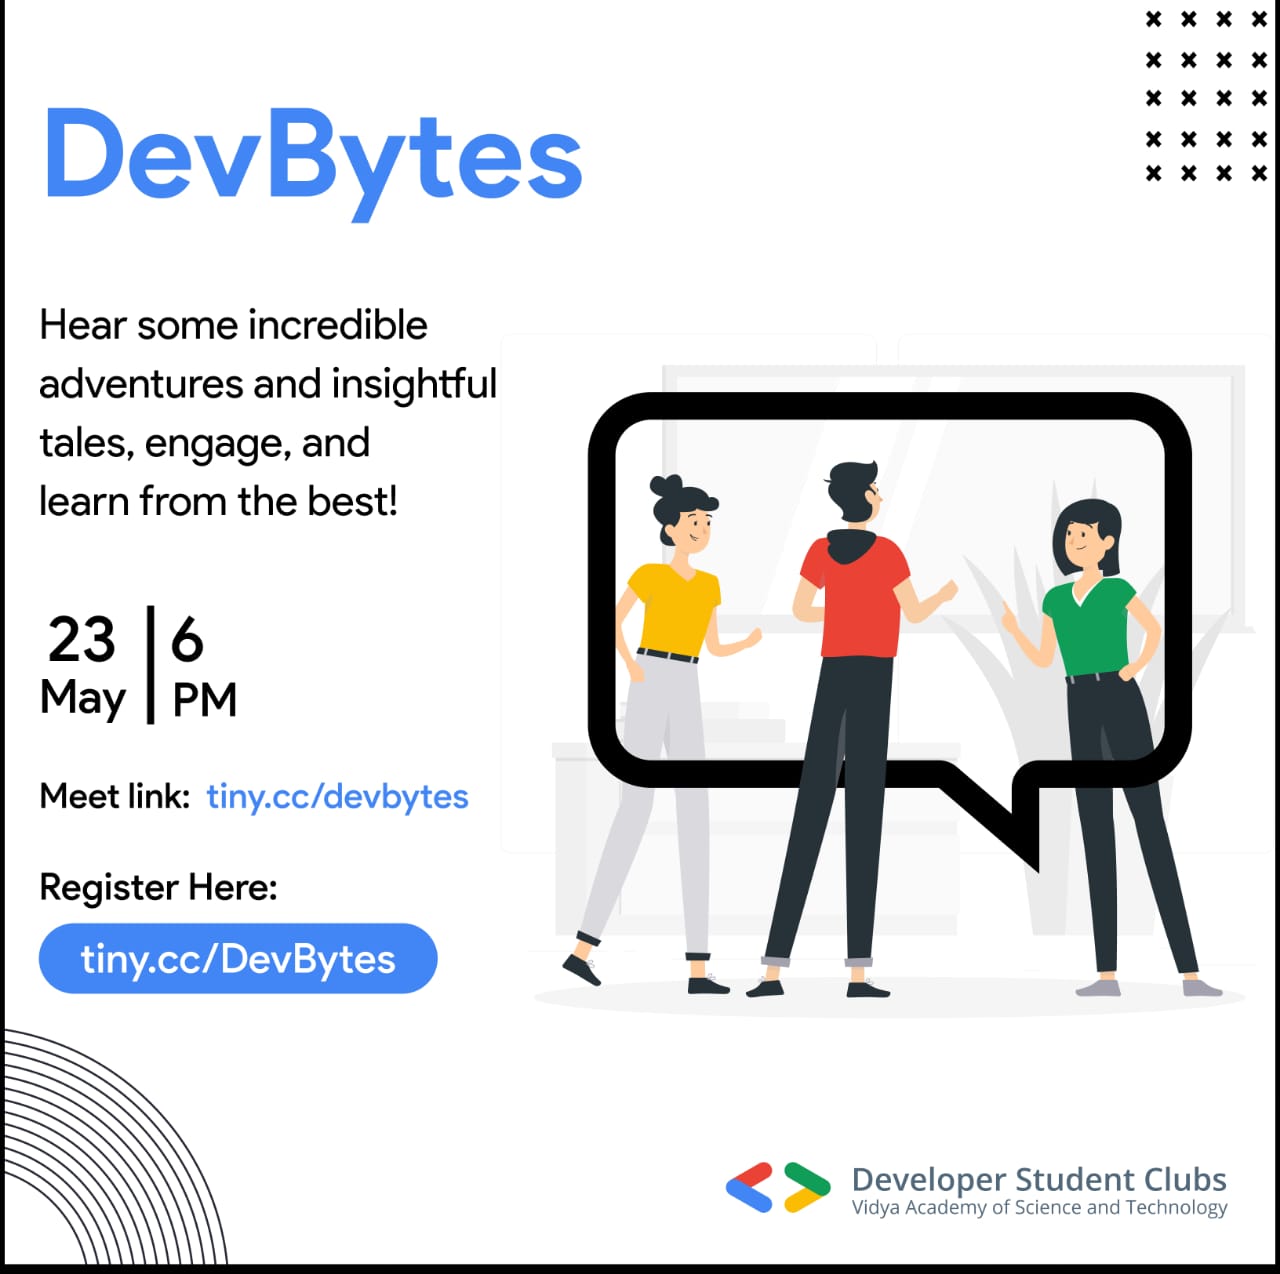 DevBytes
Hear some incredible
adventures and insightful
tales, engage, and
learn from the best!
23 | 6
May | PM
Meet link: tiny.cc/devbytes
Register Here:
tiny.cc/DevBytes
Developer Student Clubs
Vidya Academy of Science and Technology